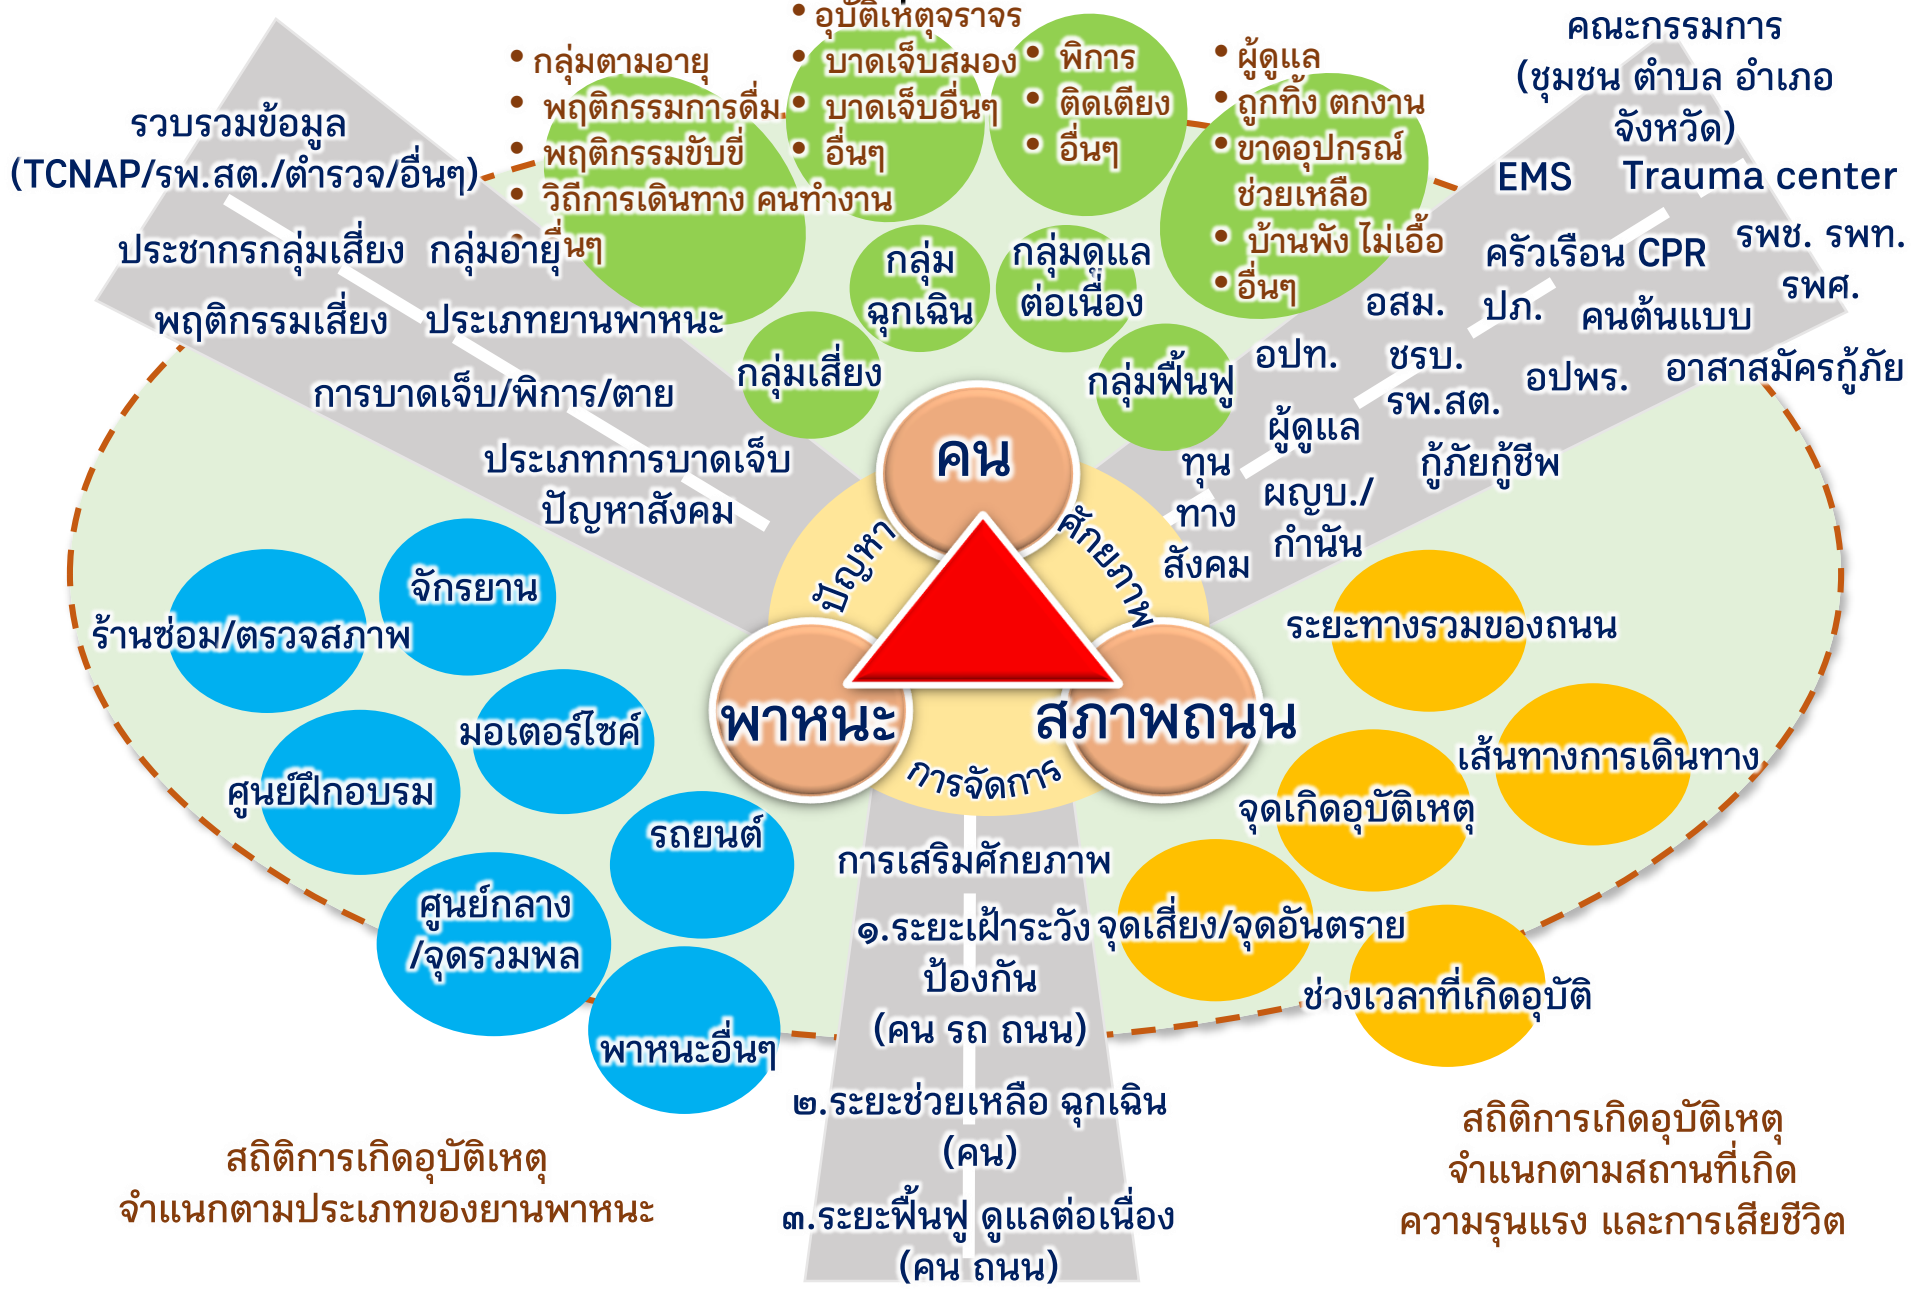 • อุบัติเหตุจราจร
• บาดเจ็บสมอง
• บาดเจ็บอื่นๆ
• อื่นๆ
• กลุ่มตามอายุ
• พฤติกรรมการดื่ม
• พฤติกรรมขับขี่
• วิถีการเดินทาง คนทำงาน
• พิการ
• ติดเตียง
• อื่นๆ
• ผู้ดูแล
• ถูกทิ้ง ตกงาน
• ขาดอุปกรณ์
ช่วยเหลือ
• บ้านพัง ไม่เอื้อ
• อื่นๆ
คณะกรรมการ
(ชุมชน ตำบล อำเภอ
จังหวัด)
EMS Trauma center
รพช. รพท.
รพศ.
ครัวเรือน CPR
อสม. ปภ. คนต้นแบบ
อปท. ชรบ. อปพร. อาสาสมัครกู้ภัย
รพ.สต.
ผู้ดูแล
กู้ภัยกู้ชีพ
ผญบ./
กำนัน
ทุน
ทาง
สังคม
รวบรวมข้อมูล
(TCNAP/รพ.สต./ตำรวจ/อื่นๆ)
ประชากรกลุ่มเสี่ยง กลุ่มอายุ
พฤติกรรมเสี่ยง ประเภทยานพาหนะ
การบาดเจ็บ/พิการ/ตาย
ประเภทการบาดเจ็บ
ปัญหาสังคม
กลุ่มเสี่ยง
กลุ่ม
ฉุกเฉิน
กลุ่มดูแล
ต่อเนื่อง
กลุ่มฟื้นฟู
คน
ปัญหา
ศักยภาพ
พาหนะ
สภาพถนน
การจัดการ
จักรยาน
ร้านซ่อม/ตรวจสภาพ
มอเตอร์ไซค์
ศูนย์ฝึกอบรม
รถยนต์
ศูนย์กลาง
/จุดรวมพล
พาหนะอื่นๆ
ระยะทางรวมของถนน
เส้นทางการเดินทาง
จุดเกิดอุบัติเหตุ
จุดเสี่ยง/จุดอันตราย
ช่วงเวลาที่เกิดอุบัติ
การเสริมศักยภาพ
๑.ระยะเฝ้าระวัง
ป้องกัน
(คน รถ ถนน)
๒.ระยะช่วยเหลือ ฉุกเฉิน
(คน)
๓.ระยะฟื้นฟู ดูแลต่อเนื่อง
(คน ถนน)
สถิติการเกิดอุบัติเหตุ
จำแนกตามประเภทของยานพาหนะ
สถิติการเกิดอุบัติเหตุ
จำแนกตามสถานที่เกิด
ความรุนแรง และการเสียชีวิต